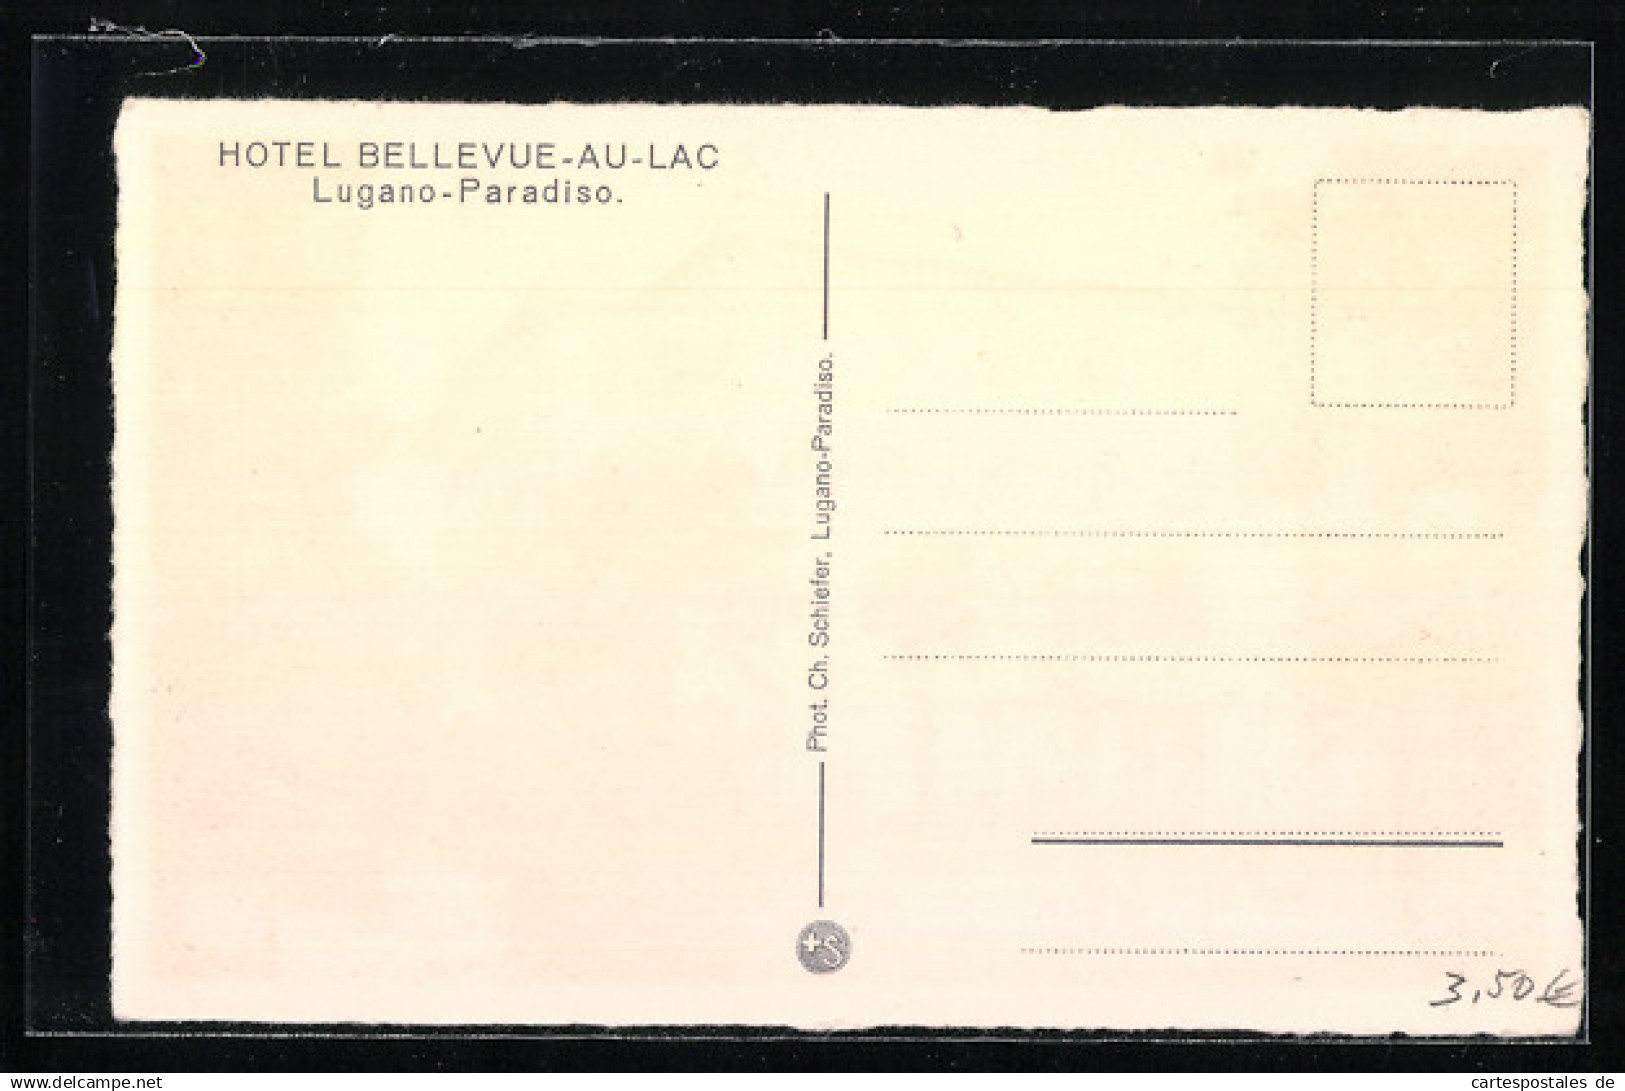 HOTEL BELLEVUE-AU-LAC
Lugano-Paradiso.
Phot. Ch. Schiefer, Lugano-Paradiso.
S
3,50€
www.delcampe.net
cartespostales de